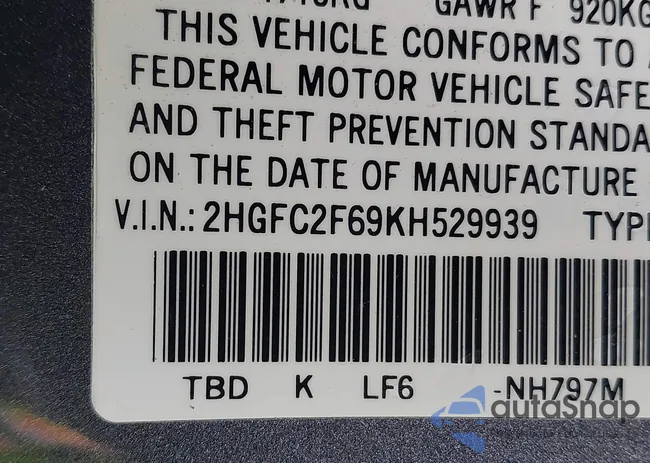 GAWR F 920KG
THIS VEHICLE CONFORMS TO
FEDERAL MOTOR VEHICLE SAFE
AND THEFT PREVENTION STANDA
ON THE DATE OF MANUFACTURE
V.I.N.: 2HGFC2F69KH529939 TYPE
TBD K LF6 -NH797M
autosnap